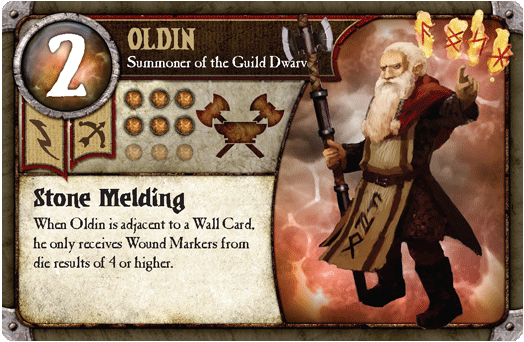 2
OLDIN
Summoner of the Guild Dwarv
Stone Melding
When Oldin is adjacent to a Wall Card,
he only receives Wound Markers from
die results of 4 or higher.